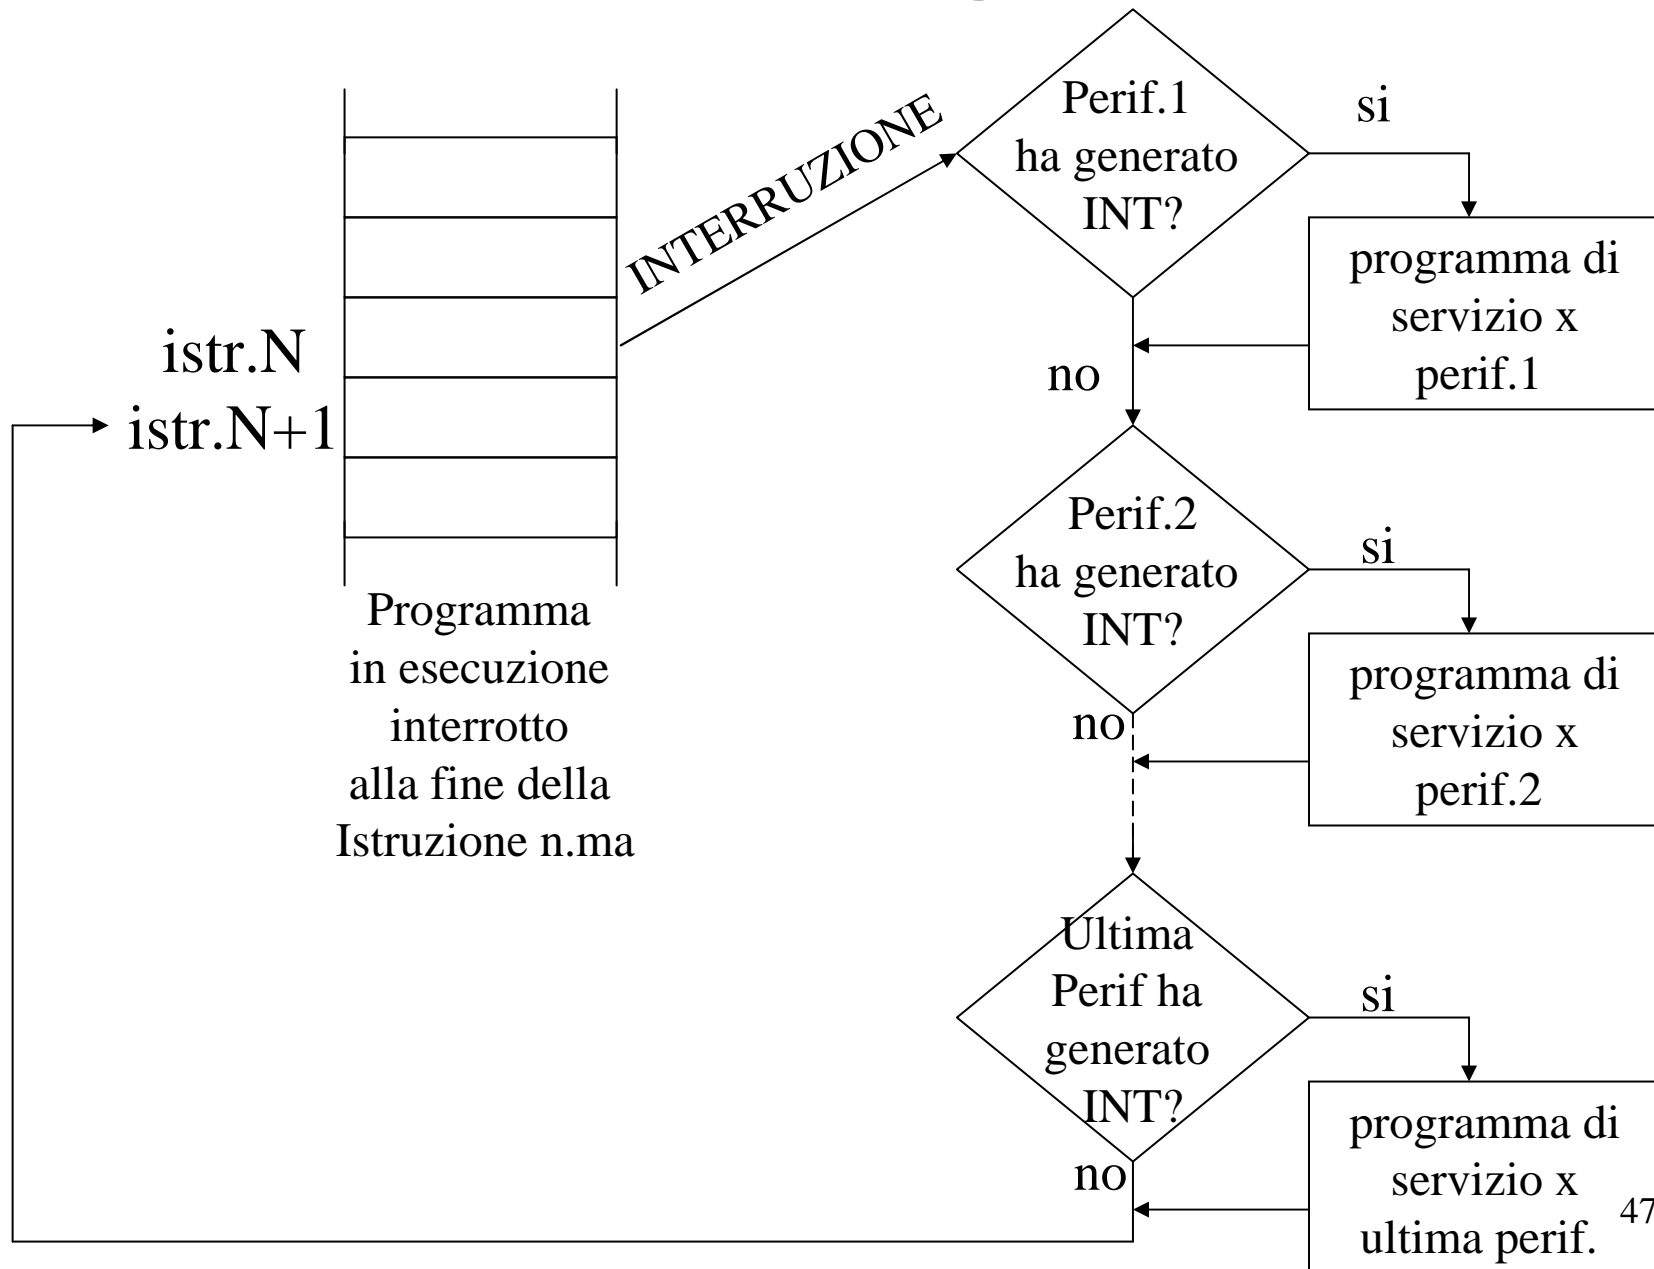 Perif.1
ha generato
INT?
si
INTERRUZIONE
programma di
servizio x
perif.1
no
istr.N
istr.N+1
Perif.2
ha generato
INT?
si
Programma
in esecuzione
interrotto
alla fine della
Istruzione n.ma
programma di
servizio x
perif.2
no
Ultima
Perif ha
generato
INT?
si
programma di
servizio x
ultima perif.
no
47